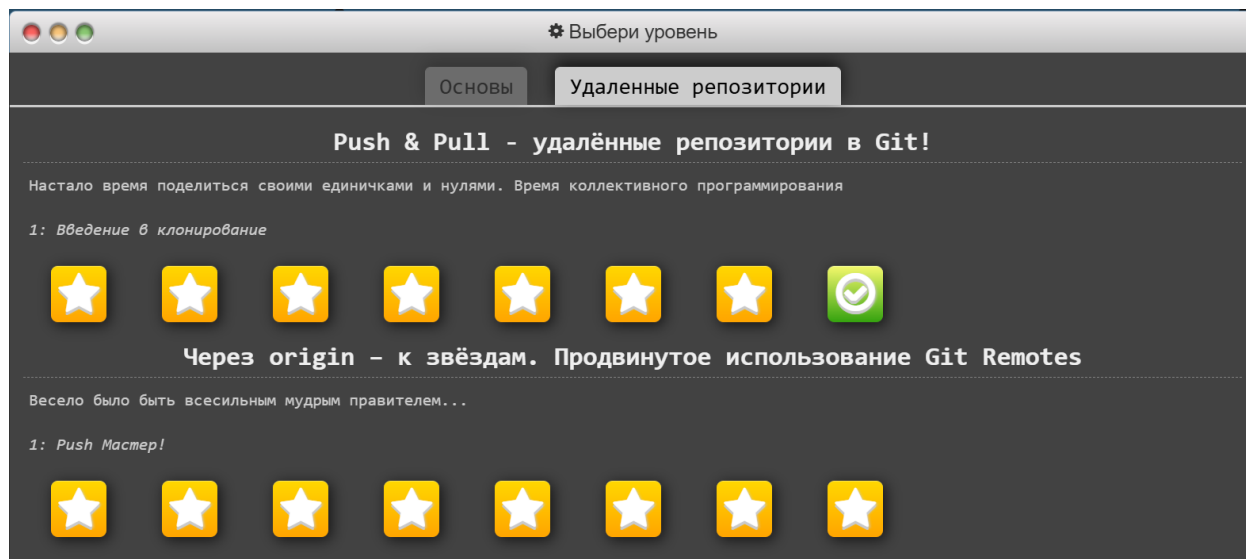 Выбери уровень
Основы
Удаленные репозитории
Push & Pull - удалённые репозитории в Git!
Настало время поделиться своими единичками и нулями. Время коллективного программирования
1: Введение в клонирование
Через origin – к звёздам. Продвинутое использование Git Remotes
Весело было быть всесильным мудрым правителем...
1: Push Мастер!